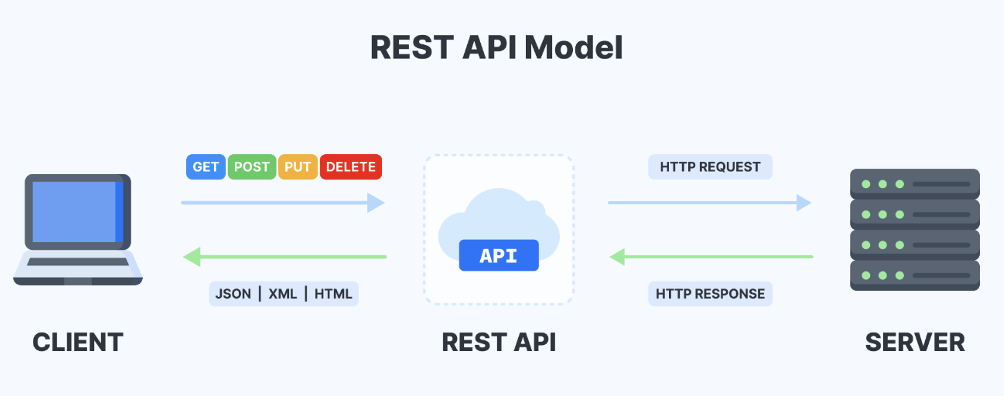 REST API Model
GET POST PUT DELETE
HTTP REQUEST
API
JSON | XML | HTML
HTTP RESPONSE
CLIENT
REST API
SERVER